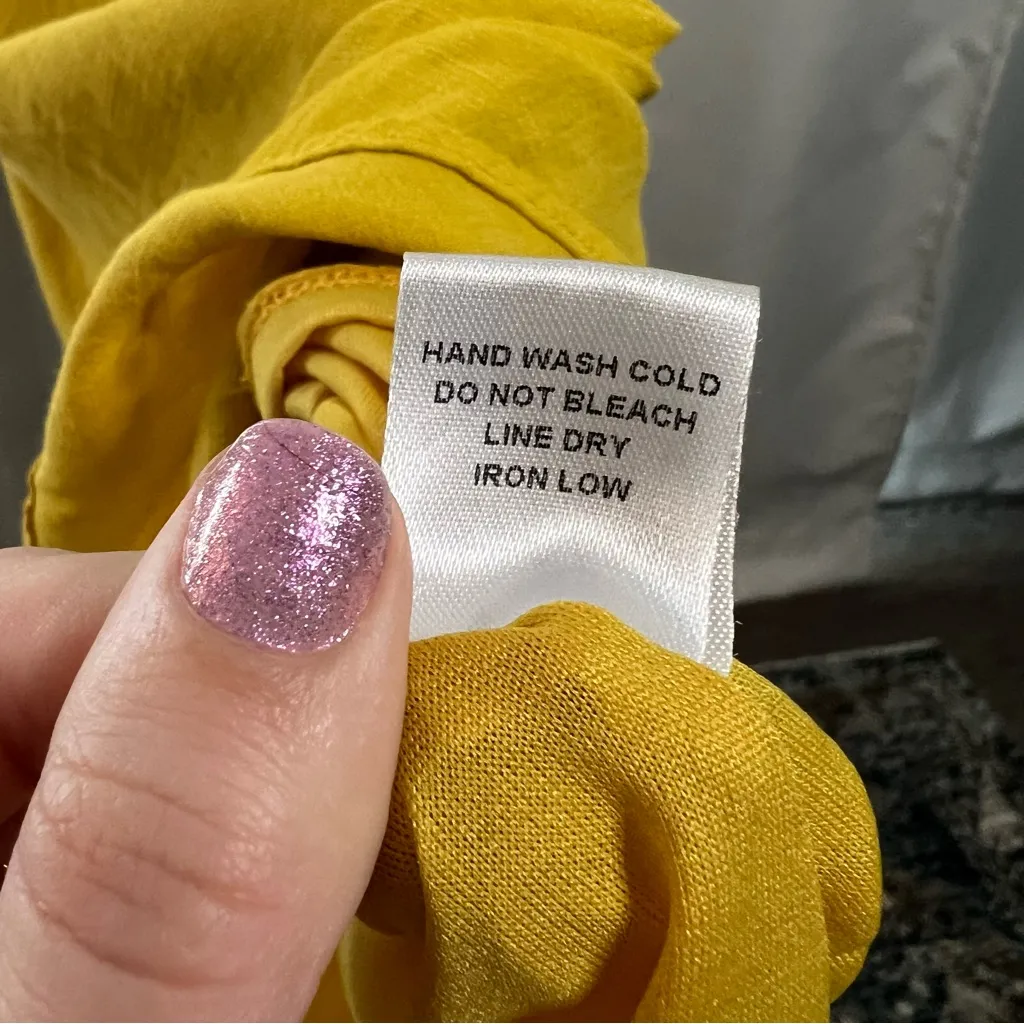 HAND WASH COLD
DO NOT BLEACH
LINE DRY
IRON LOW